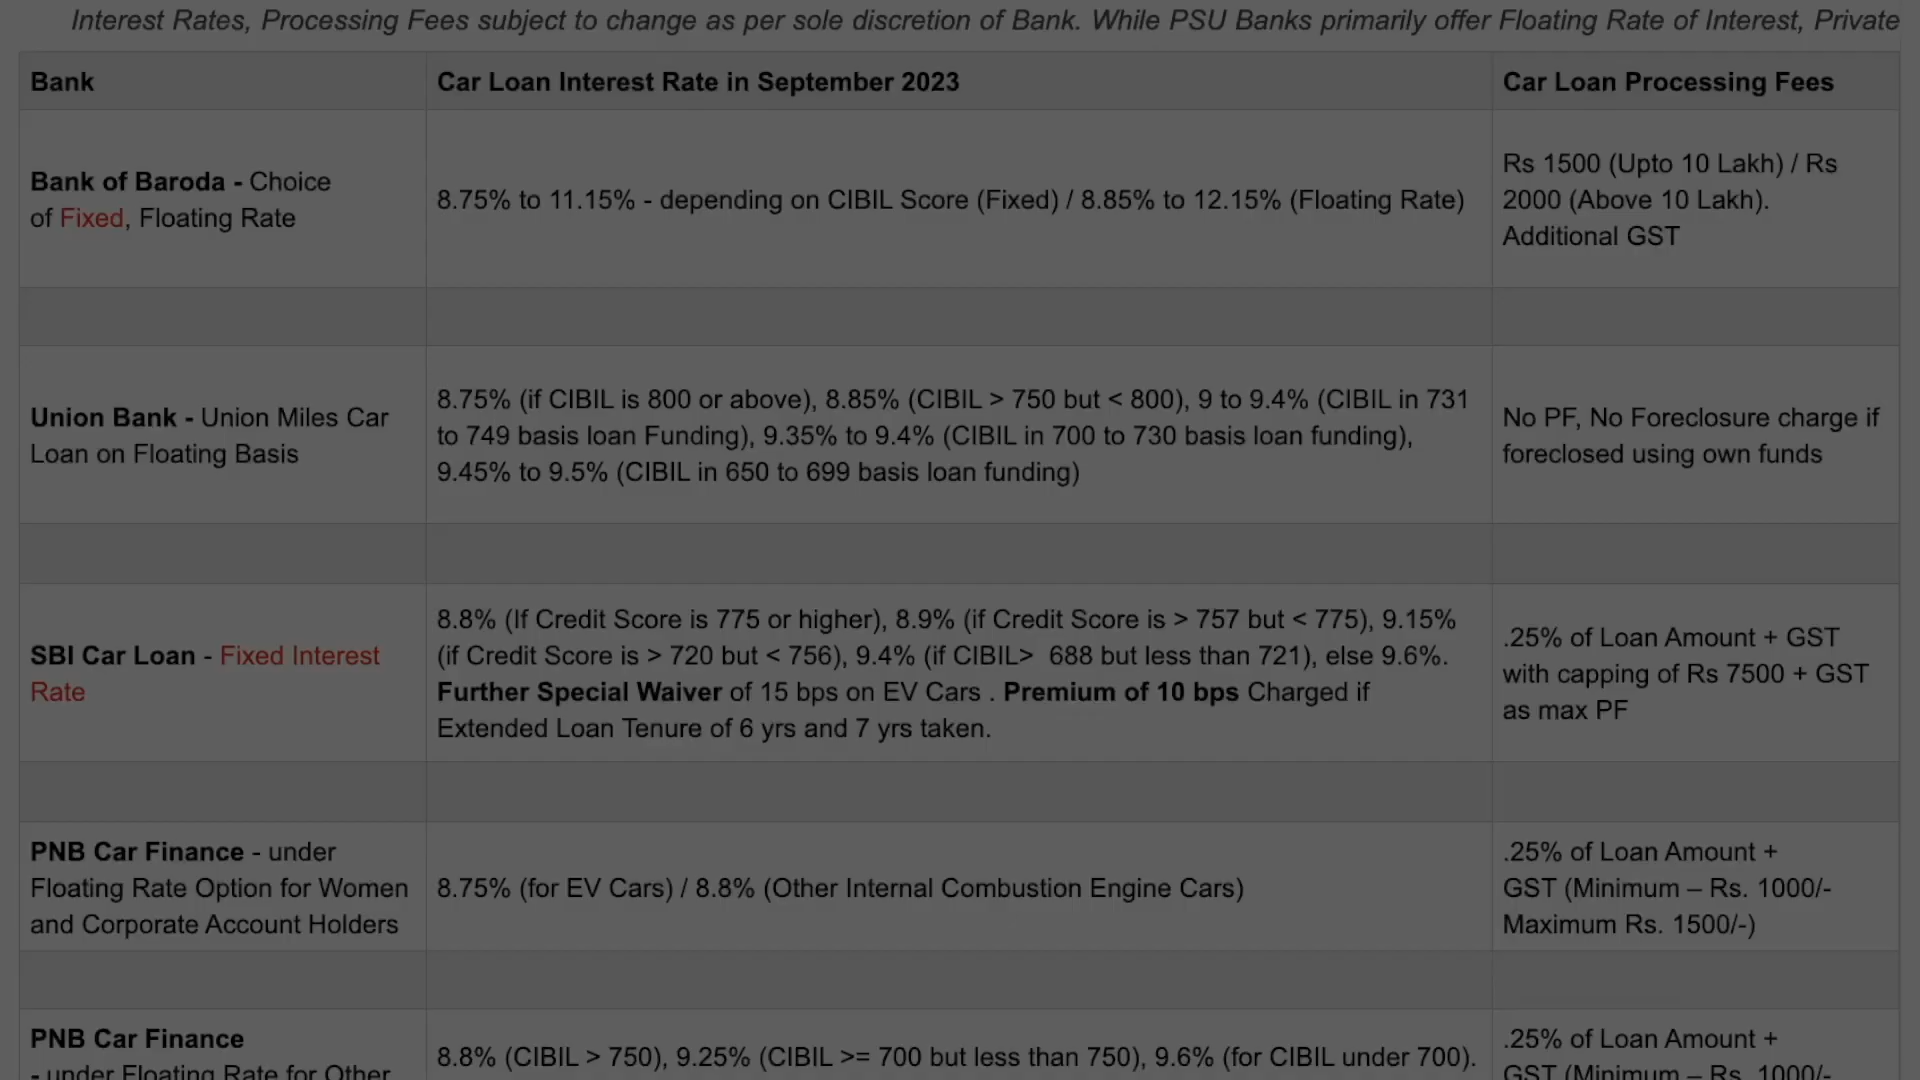 Interest Rates, Processing Fees subject to change as per sole discretion of Bank. While PSU Banks primarily offer Floating Rate of Interest, Private
Bank
Car Loan Interest Rate in September 2023
Car Loan Processing Fees
Bank of Baroda - Choice
of Fixed, Floating Rate
8.75% to 11.15% - depending on CIBIL Score (Fixed) / 8.85% to 12.15% (Floating Rate)
Rs 1500 (Upto 10 Lakh) / Rs
2000 (Above 10 Lakh).
Additional GST
Union Bank - Union Miles Car
Loan on Floating Basis
8.75% (if CIBIL is 800 or above), 8.85% (CIBIL > 750 but < 800), 9 to 9.4% (CIBIL in 731
to 749 basis loan Funding), 9.35% to 9.4% (CIBIL in 700 to 730 basis loan funding),
9.45% to 9.5% (CIBIL in 650 to 699 basis loan funding)
No PF, No Foreclosure charge if
foreclosed using own funds
SBI Car Loan - Fixed Interest
Rate
8.8% (If Credit Score is 775 or higher), 8.9% (if Credit Score is > 757 but < 775), 9.15%
(if Credit Score is > 720 but < 756), 9.4% (if CIBIL>  688 but less than 721), else 9.6%.
Further Special Waiver of 15 bps on EV Cars . Premium of 10 bps Charged if
Extended Loan Tenure of 6 yrs and 7 yrs taken.
.25% of Loan Amount + GST
with capping of Rs 7500 + GST
as max PF
PNB Car Finance - under
Floating Rate Option for Women
and Corporate Account Holders
8.75% (for EV Cars) / 8.8% (Other Internal Combustion Engine Cars)
.25% of Loan Amount +
GST (Minimum – Rs. 1000/-
Maximum Rs. 1500/-)
PNB Car Finance
- under Floating Rate for Other
8.8% (CIBIL > 750), 9.25% (CIBIL >= 700 but less than 750), 9.6% (for CIBIL under 700).
.25% of Loan Amount +
GST (Minimum – Rs. 1000/-